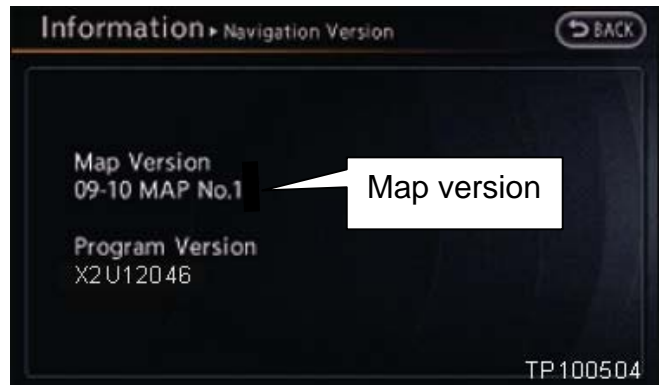 Information ▸ Navigation Version
BACK
Map Version
09-10 MAP No.1
Map version
Program Version
X2U12046
TP100504